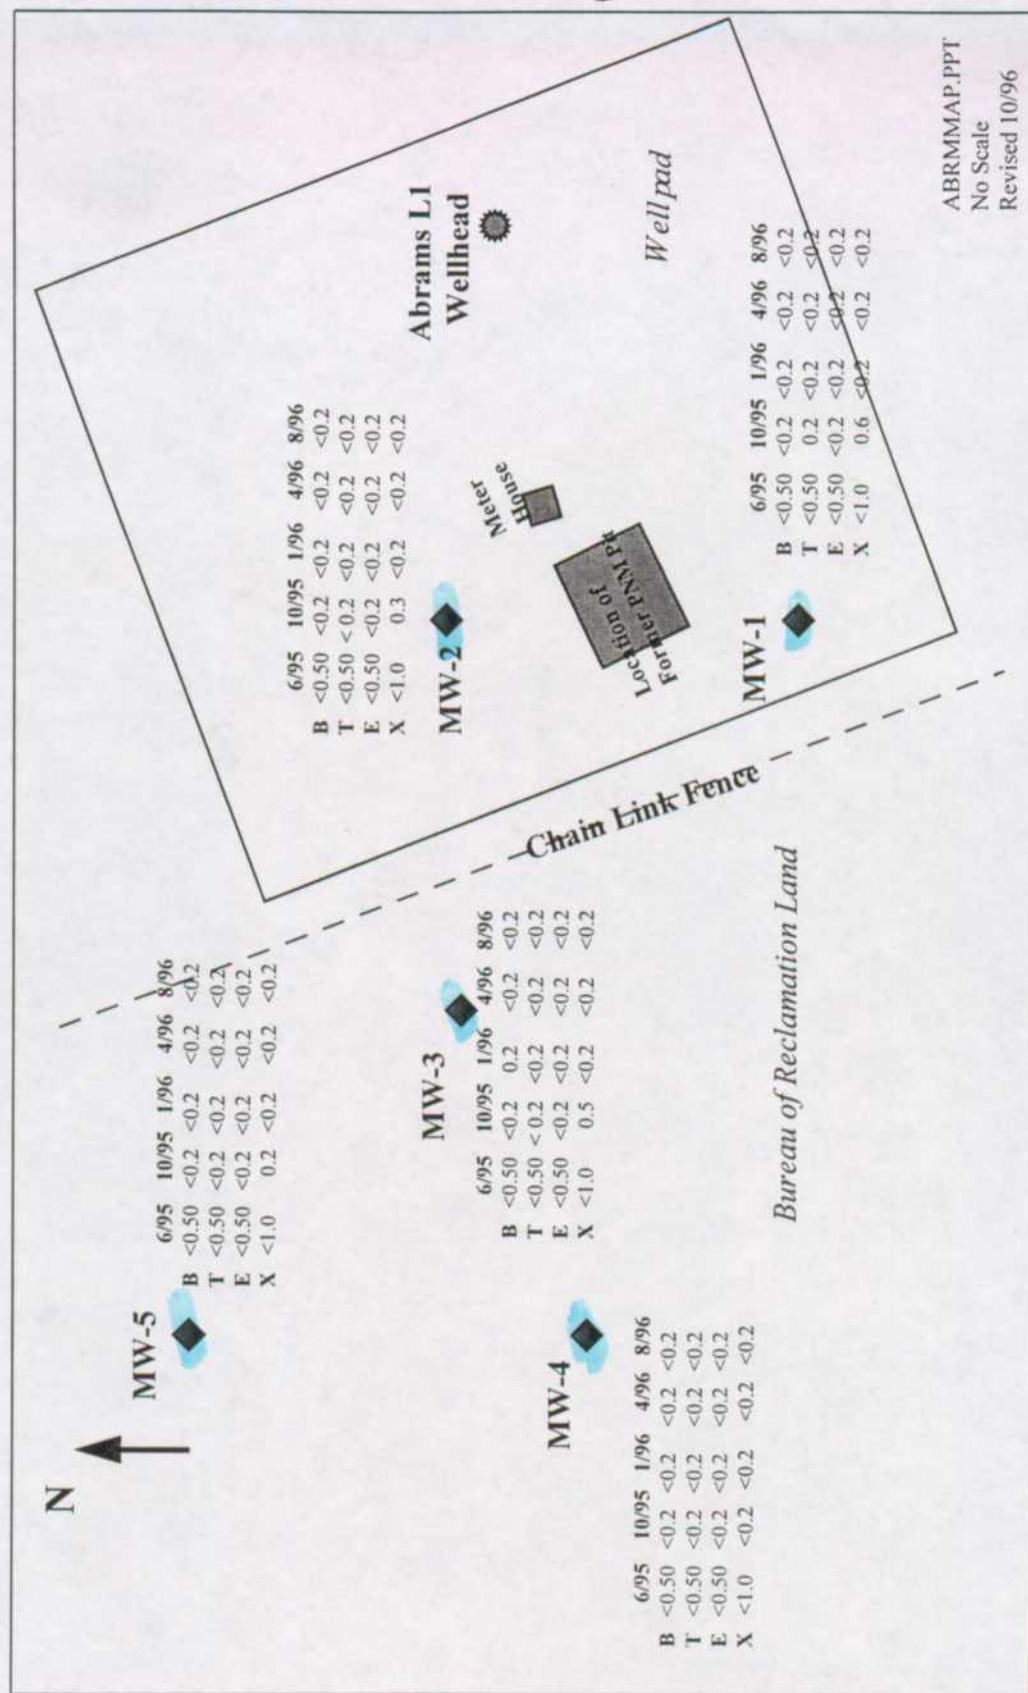 N
MW-5
6/95 10/95 1/96 4/96 8/96
B <0.50 <0.2 <0.2 <0.2 <0.2
T <0.50 <0.2 <0.2 <0.2 <0.2
E <0.50 <0.2 <0.2 <0.2 <0.2
X <1.0 0.2 <0.2 <0.2 <0.2
MW-4
6/95 10/95 1/96 4/96 8/96
B <0.50 <0.2 <0.2 <0.2 <0.2
T <0.50 <0.2 <0.2 <0.2 <0.2
E <0.50 <0.2 <0.2 <0.2 <0.2
X <1.0 <0.2 <0.2 <0.2 <0.2
MW-3
6/95 10/95 1/96 4/96 8/96
B <0.50 <0.2 0.2 <0.2 <0.2
T <0.50 < 0.2 <0.2 <0.2 <0.2
E <0.50 <0.2 <0.2 <0.2 <0.2
X <1.0 0.5 <0.2 <0.2 <0.2
Bureau of Reclamation Land
Chain Link Fence
6/95 10/95 1/96 4/96 8/96
B <0.50 <0.2 <0.2 <0.2 <0.2
T <0.50 < 0.2 <0.2 <0.2 <0.2
E <0.50 <0.2 <0.2 <0.2 <0.2
X <1.0 0.3 <0.2 <0.2 <0.2
MW-2
Meter
House
Location of
Former PNM Pit
Abrams L1
Wellhead
Wellpad
MW-1
6/95 10/95 1/96 4/96 8/96
B <0.50 <0.2 <0.2 <0.2 <0.2
T <0.50 0.2 <0.2 <0.2 <0.2
E <0.50 <0.2 <0.2 <0.2 <0.2
X <1.0 0.6 <0.2 <0.2 <0.2
ABRMMAP.PPT
No Scale
Revised 10/96